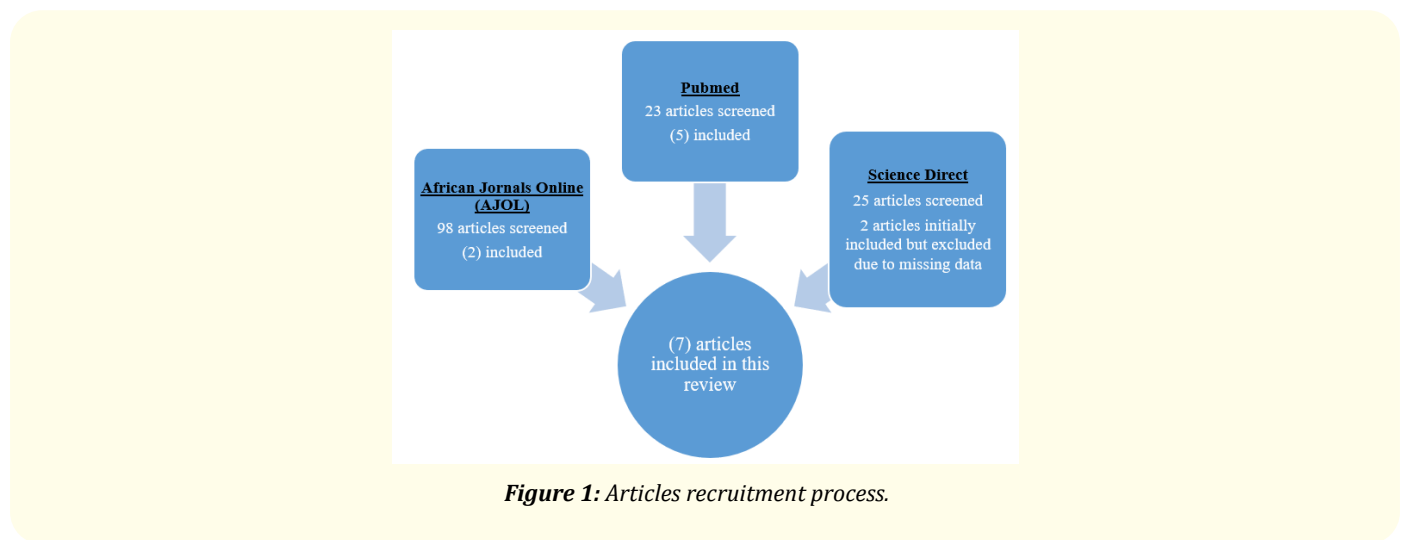 Pubmed
23 articles screened
(5) included
African Jornals Online
(AJOL)
98 articles screened
(2) included
Science Direct
25 articles screened
2 articles initially
included but excluded
due to missing data
(7) articles
included in this
review
Figure 1: Articles recruitment process.